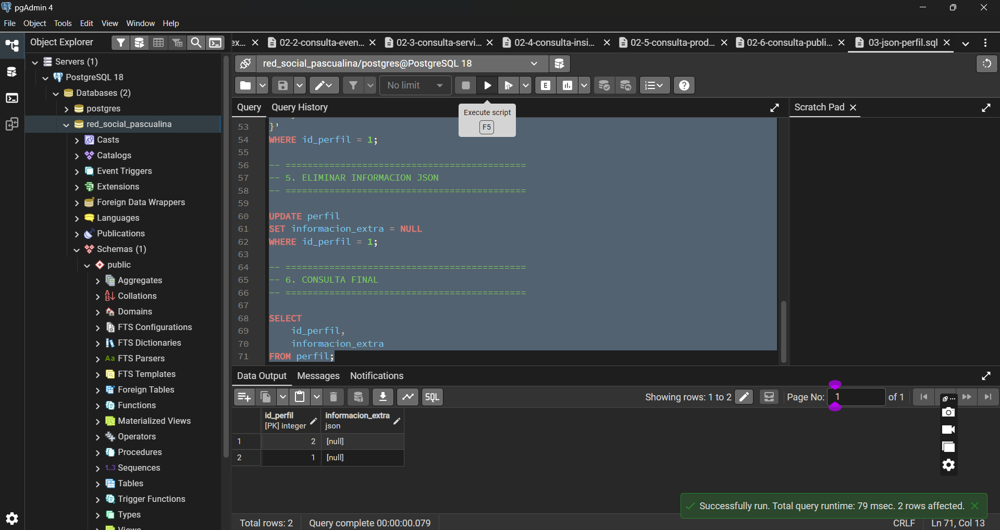 pgAdmin 4
File Object Tools Edit View Window Help
Object Explorer
ex... 02-2-consulta-even... 02-3-consulta-servi... 02-4-consulta-insi... 02-5-consulta-prod... 02-6-consulta-publi... 03-json-perfil.sql
Servers (1)
PostgreSQL 18
Databases (2)
postgres
red_social_pascualina
Casts
Catalogs
Event Triggers
Extensions
Foreign Data Wrappers
Languages
Publications
Schemas (1)
public
Aggregates
Collations
Domains
FTS Configurations
FTS Dictionaries
FTS Parsers
FTS Templates
Foreign Tables
Functions
Materialized Views
Operators
Procedures
1..3 Sequences
Tables
Trigger Functions
Types
Views
red_social_pascualina/postgres@PostgreSQL 18
No limit
E
Query Query History
Execute script
F5
Scratch Pad
53 }'
54 WHERE id_perfil = 1;
55
56 -- ============================================
57 -- 5. ELIMINAR INFORMACION JSON
58 -- ============================================
59
60 UPDATE perfil
61 SET informacion_extra = NULL
62 WHERE id_perfil = 1;
63
64 -- ============================================
65 -- 6. CONSULTA FINAL
66 -- ============================================
67
68 SELECT
69 id_perfil,
70 informacion_extra
71 FROM perfil;
Data Output Messages Notifications
SQL
Showing rows: 1 to 2 Page No: 1 of 1
id_perfil informacion_extra
[PK] integer json
1 2 [null]
2 1 [null]
Successfully run. Total query runtime: 79 msec. 2 rows affected.
Total rows: 2 Query complete 00:00:00.079 CRLF Ln 71, Col 13